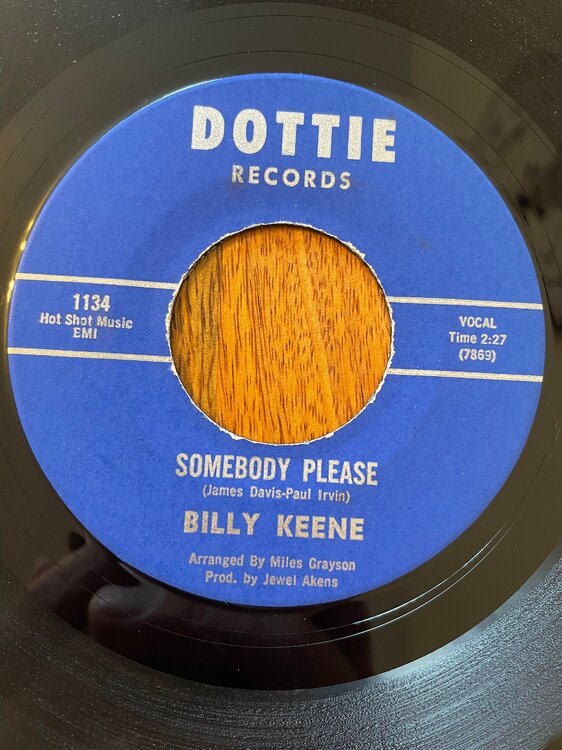 DOTTIE
RECORDS
1134
Hot Shot Music
BMI
VOCAL
Time 2:27
(7869)
SOMEBODY PLEASE
(James Davis-Paul Irvin)
BILLY KEENE
Arranged By Miles Grayson
Prod. by Jewel Akens